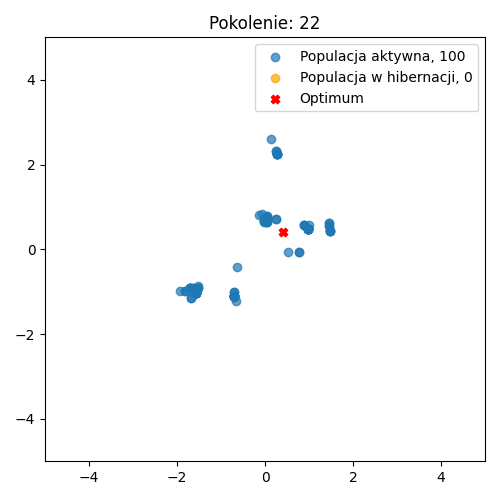 Pokolenie: 22
Populacja aktywna, 100
Populacja w hibernacji, 0
Optimum
4
2
0
−2
−4
−4 −2 0 2 4